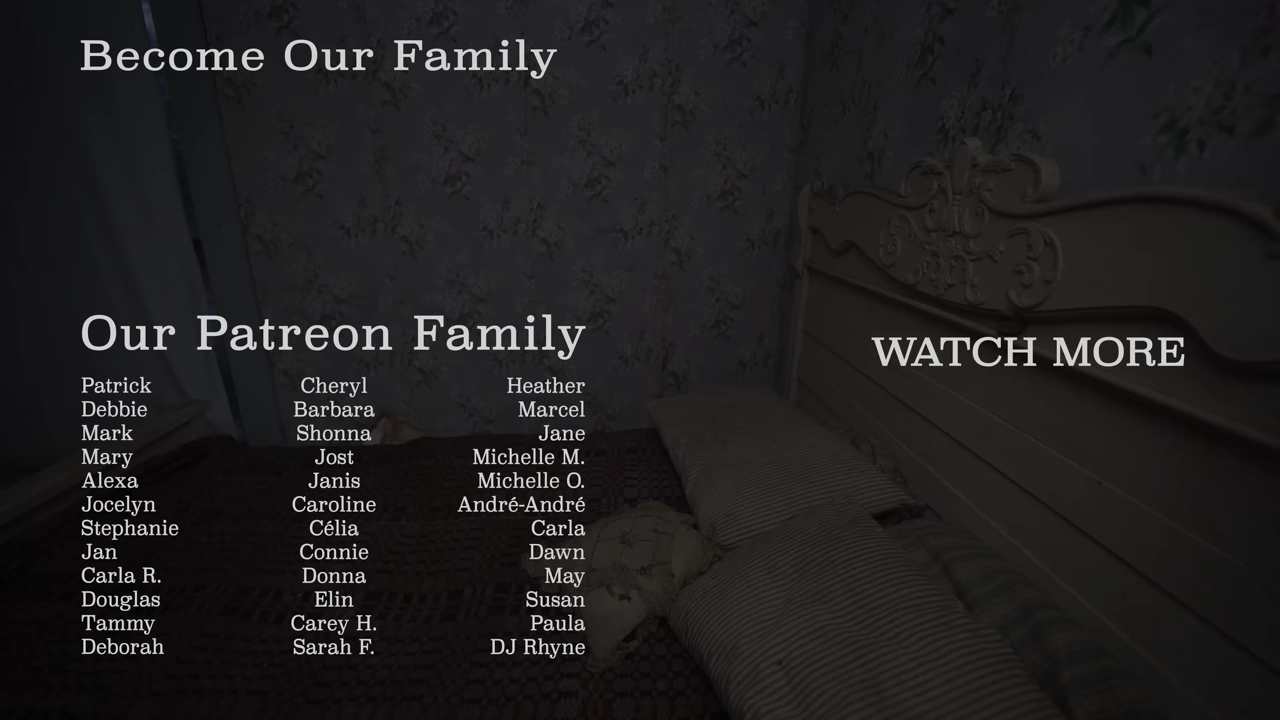 Become Our Family
Our Patreon Family
Patrick
Debbie
Mark
Mary
Alexa
Jocelyn
Stephanie
Jan
Carla R.
Douglas
Tammy
Deborah
Cheryl
Barbara
Shonna
Jost
Janis
Caroline
Célia
Connie
Donna
Elin
Carey H.
Sarah F.
Heather
Marcel
Jane
Michelle M.
Michelle O.
André-André
Carla
Dawn
May
Susan
Paula
DJ Rhyne
WATCH MORE